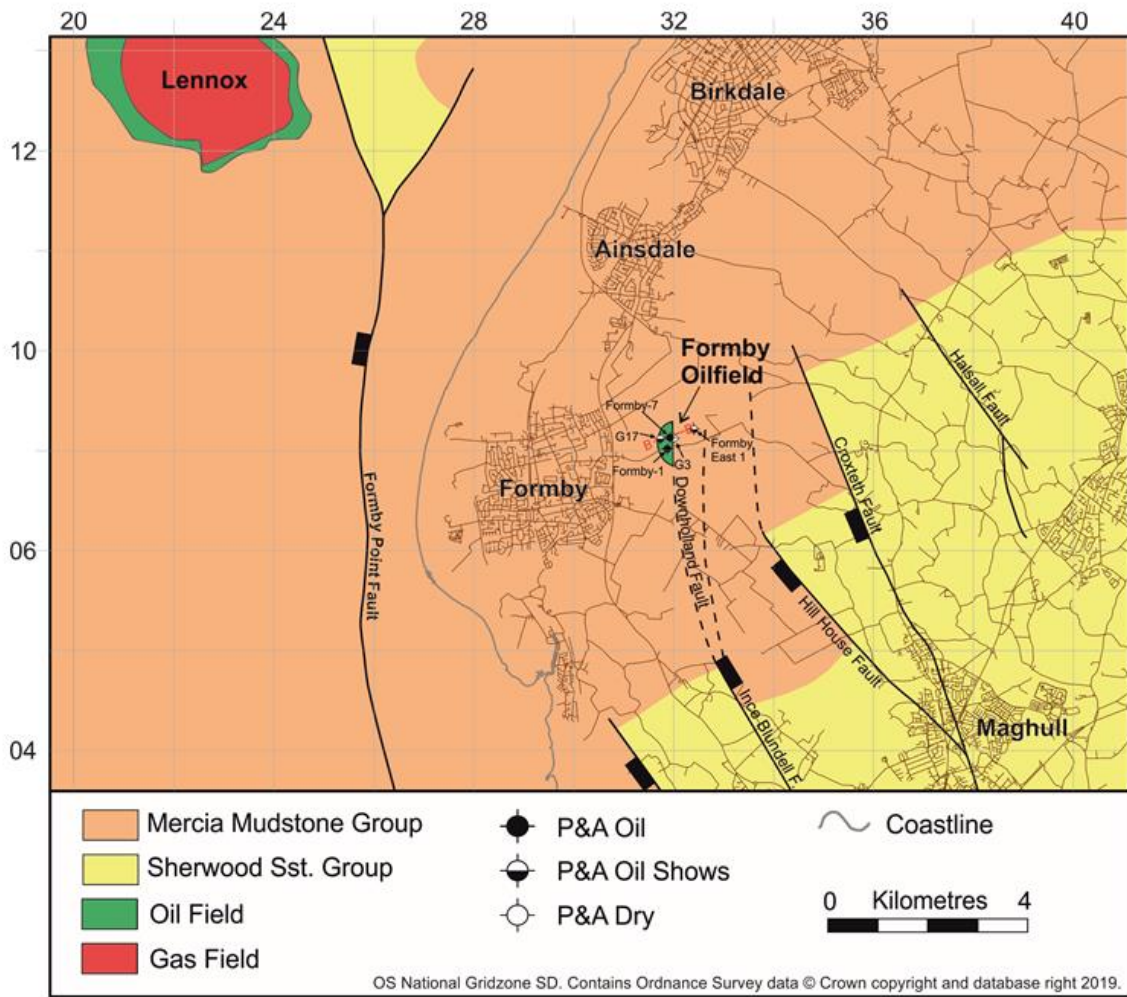 20 24 28 32 36 40
12
10
06
04
Lennox
Birkdale
Ainsdale
Formby
Oilfield
Formby-7
G17
B
Formby
East 1
Formby-1
G3
Formby
Downholland Fault
Formby Point Fault
Croxteth Fault
Halsall Fault
Hill House Fault
Ince Blundell F.
Maghull
Mercia Mudstone Group
Sherwood Sst. Group
Oil Field
Gas Field
P&A Oil
P&A Oil Shows
P&A Dry
Coastline
0 Kilometres 4
OS National Gridzone SD. Contains Ordnance Survey data © Crown copyright and database right 2019.